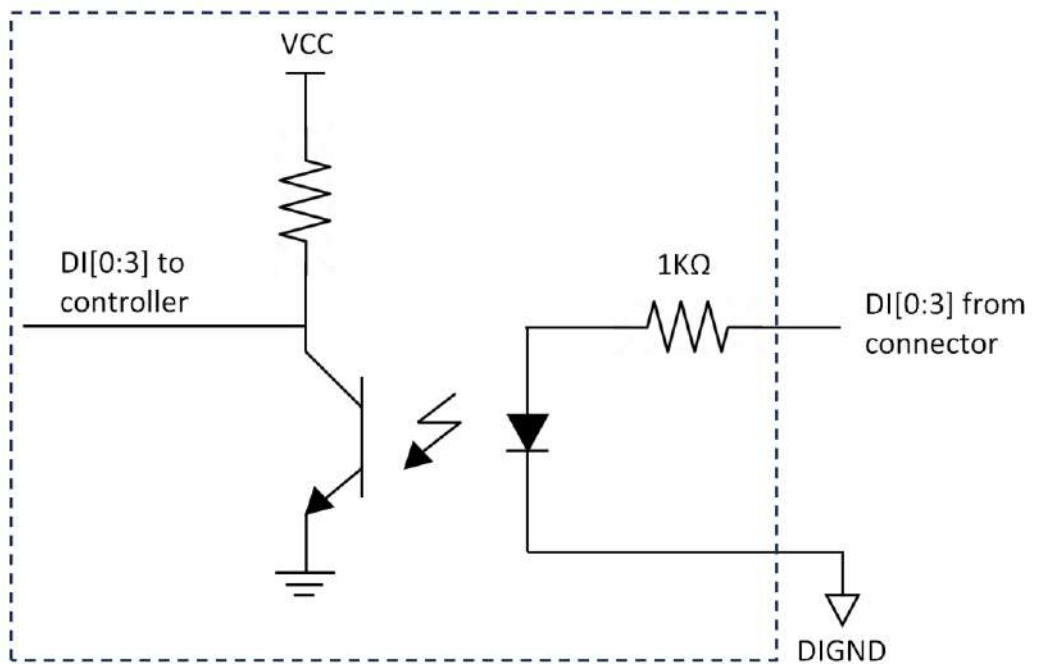 VCC
DI[0:3] to
controller
1KΩ
DI[0:3] from
connector
DIGND